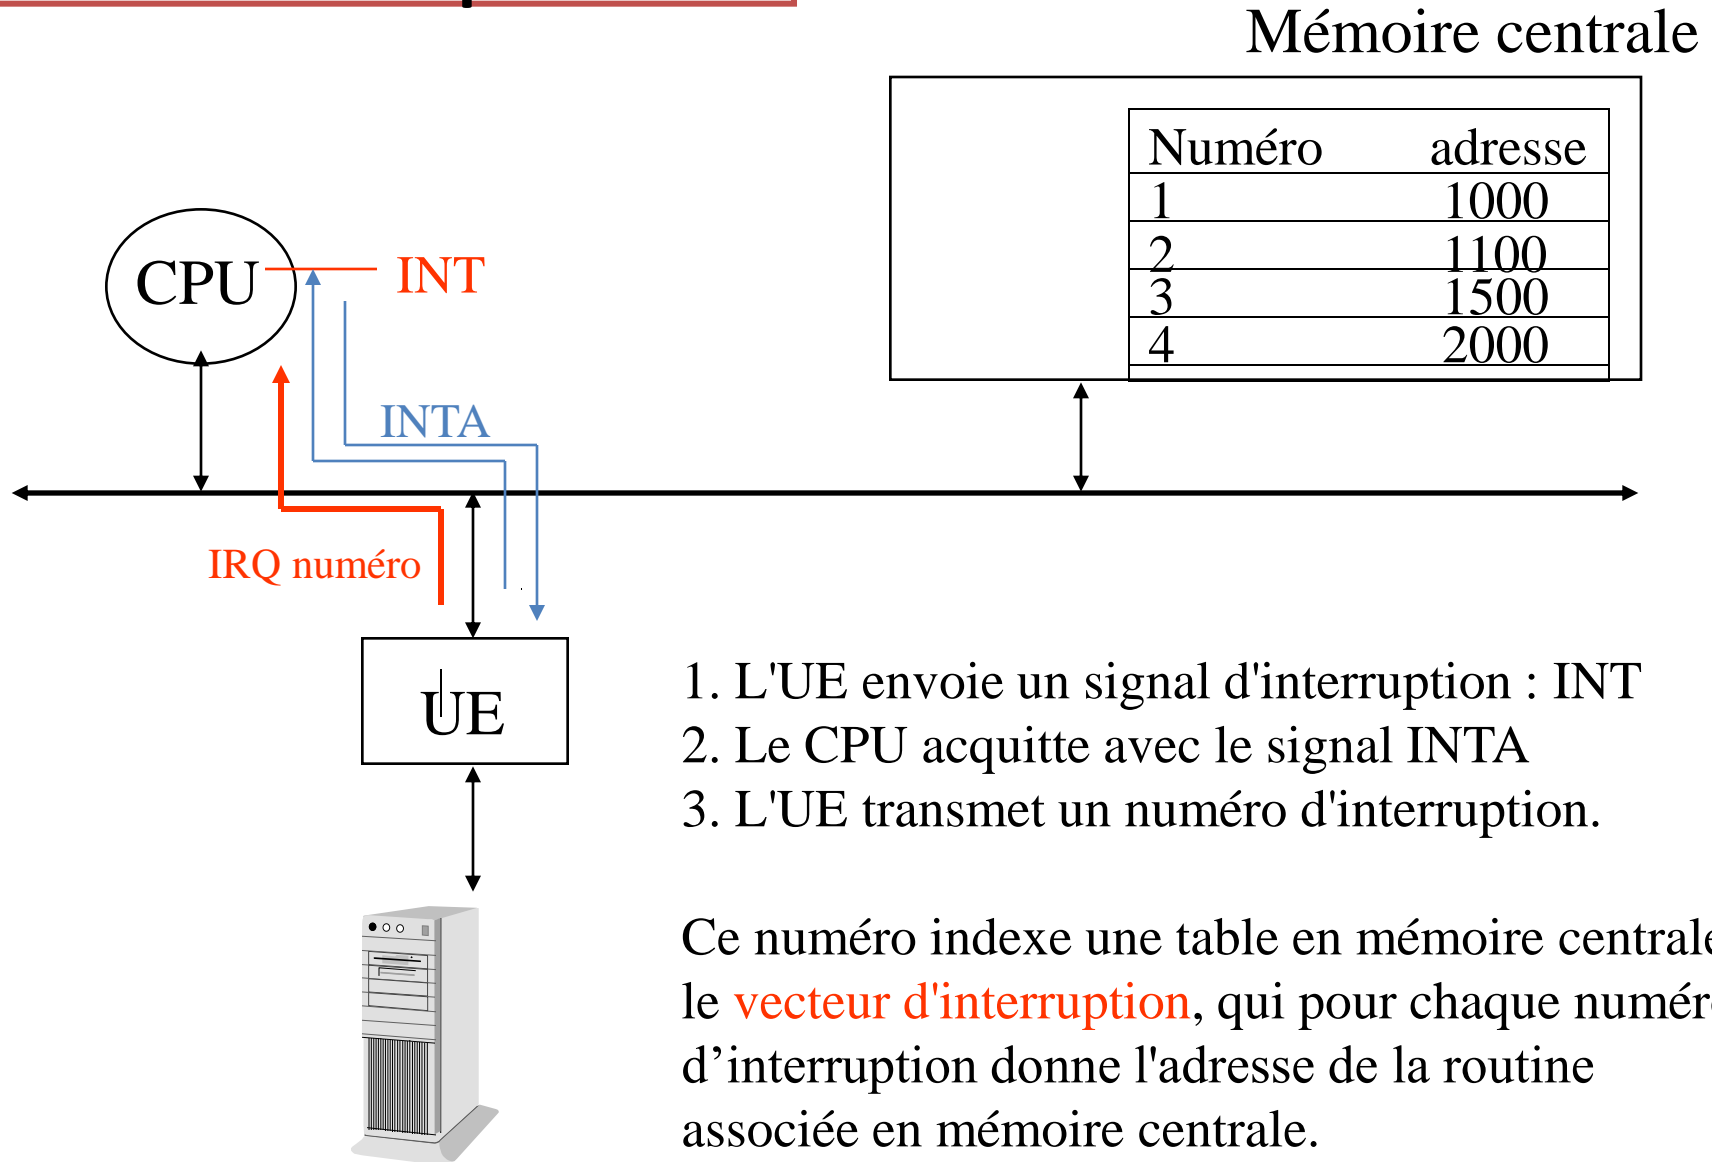 Mémoire centrale
Numéro adresse
1 1000
2 1100
3 1500
4 2000
CPU
INT
INTA
IRQ numéro
UE
1. L'UE envoie un signal d'interruption : INT
2. Le CPU acquitte avec le signal INTA
3. L'UE transmet un numéro d'interruption.
Ce numéro indexe une table en mémoire centrale
le vecteur d'interruption, qui pour chaque numéro
d’interruption donne l'adresse de la routine
associée en mémoire centrale.